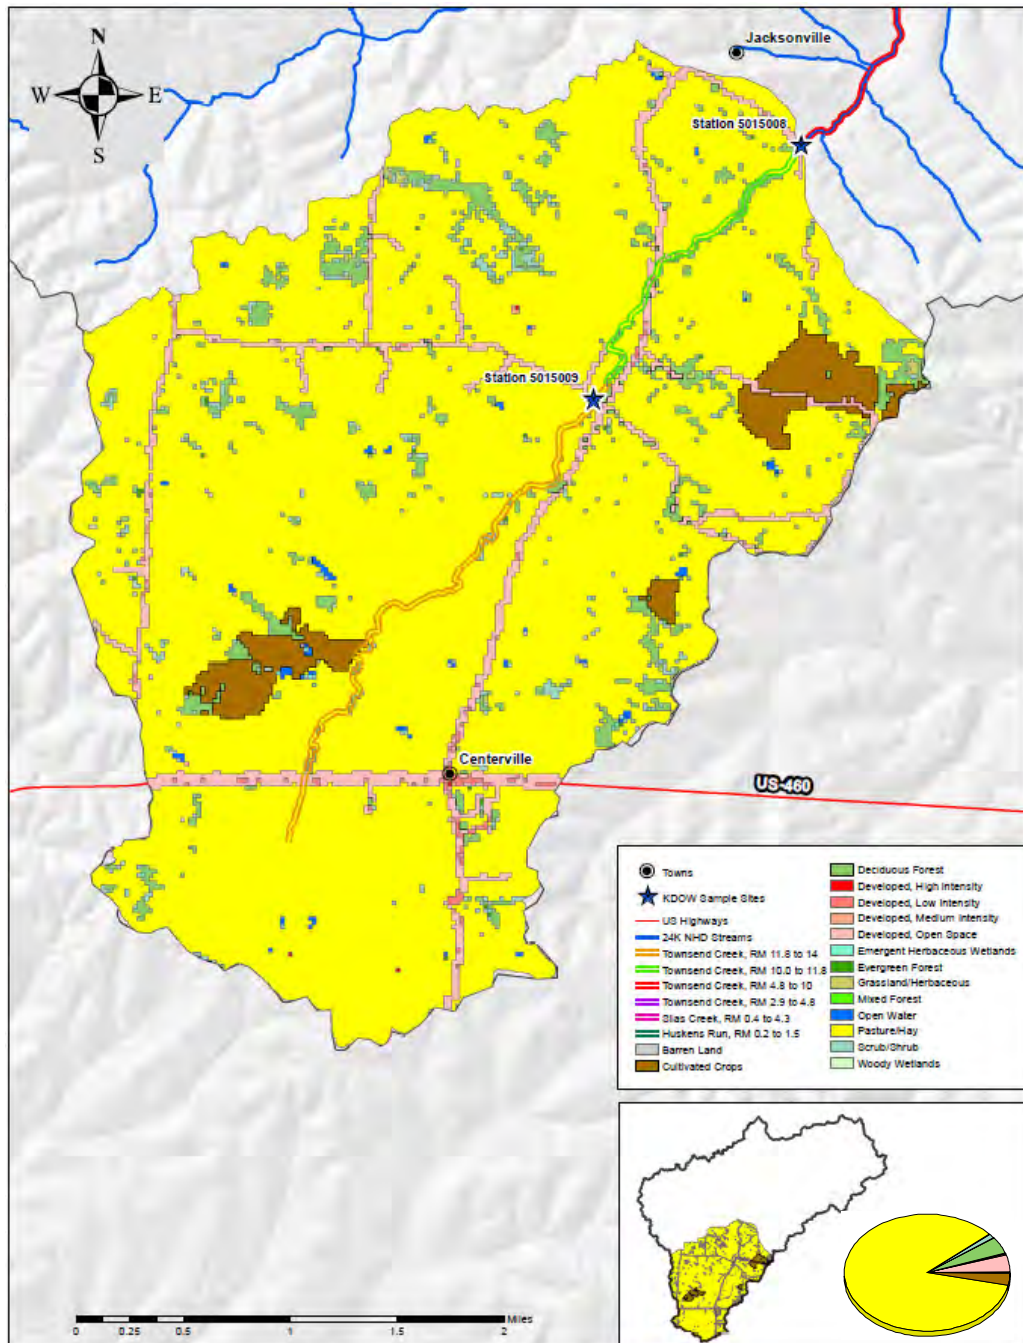 N
W E
S
Jacksonville
Station 5015008
Station 5015009
Centerville
US-460
Towns
KDOW Sample Sites
US Highways
24K NHD Streams
Townsend Creek, RM 11.8 to 14
Townsend Creek, RM 10.0 to 11.8
Townsend Creek, RM 4.8 to 10
Townsend Creek, RM 2.9 to 4.8
Silas Creek, RM 0.4 to 4.3
Huskens Run, RM 0.2 to 1.5
Barren Land
Cultivated Crops
Deciduous Forest
Developed, High Intensity
Developed, Low Intensity
Developed, Medium Intensity
Developed, Open Space
Emergent Herbaceous Wetlands
Evergreen Forest
Grassland/Herbaceous
Mixed Forest
Open Water
Pasture/Hay
Scrub/Shrub
Woody Wetlands
Miles
0 0.25 0.5 1 1.5 2